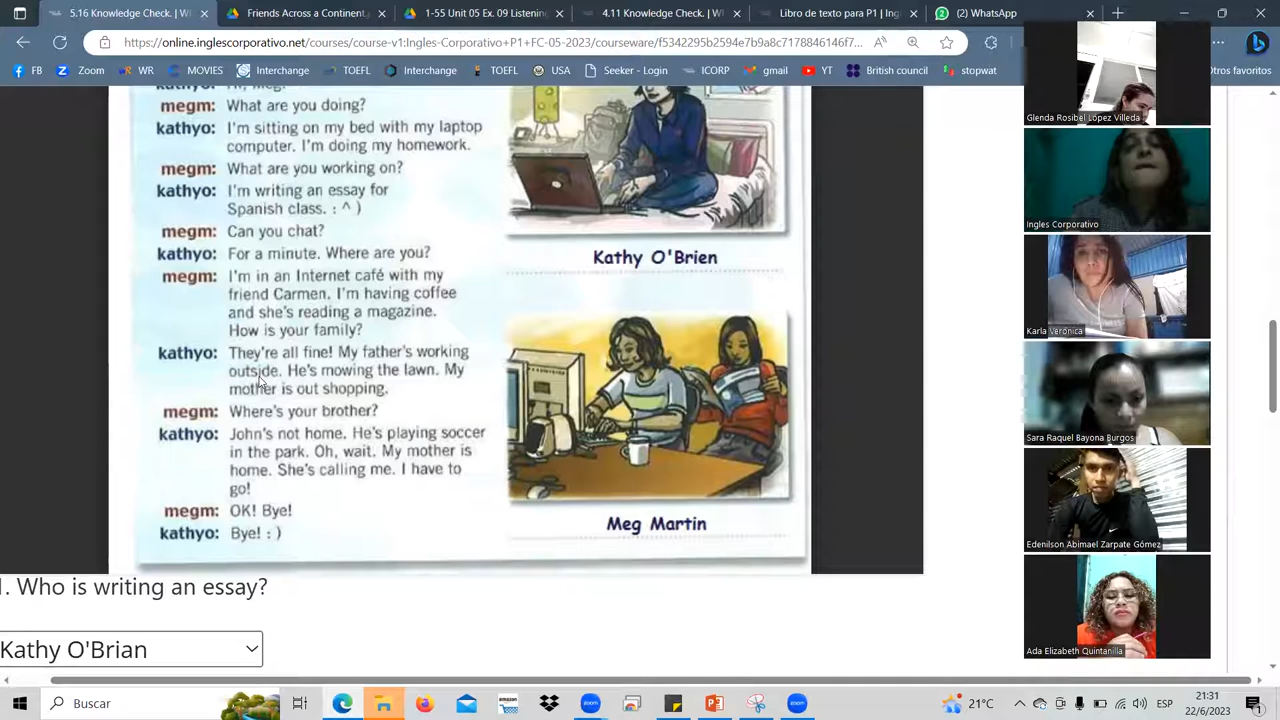 5.16 Knowledge Check. | WI
Friends Across a Continent
1-55 Unit 05 - C19 Listening
4.11 Knowledge Check. | WI
Libro de texto para P1 | Ingl
(2) WhatsApp
https://online.inglescorporativo.net/courses/course-v1:Ingles-Corporativo+P1+FC-05-2023/courseware/f5342295b2594e7b9a8c7178846146f7...
FB
Zoom
WR
MOVIES
Interchange
TOEFL
Interchange
TOEFL
USA
Seeker - Login
ICORP
gmail
YT
British council
stopwat
Otros favoritos
kathyo: Hi, Meg!
megm: What are you doing?
kathyo: I'm sitting on my bed with my laptop
computer. I'm doing my homework.
megm: What are you working on?
kathyo: I'm writing an essay for
Spanish class. : ^ )
megm: Can you chat?
kathyo: For a minute. Where are you?
megm: I'm in an Internet café with my
friend Carmen. I'm having coffee
and she's reading a magazine.
How is your family?
kathyo: They're all fine! My father's working
outside. He's mowing the lawn. My
mother is out shopping.
megm: Where's your brother?
kathyo: John's not home. He's playing soccer
in the park. Oh, wait. My mother is
home. She's calling me. I have to
go!
megm: OK! Bye!
kathyo: Bye! : )
Kathy O'Brien
Meg Martin
. Who is writing an essay?
Kathy O'Brian
Glenda Rosibel López Villeda
Ingles Corporativo
Karla Verónica
Sara Raquel Bayona Burgos
Edenilson Abimael Zarpate Gómez
Ada Elizabeth Quintanilla
Buscar
21°C
ESP
21:31
22/6/2023